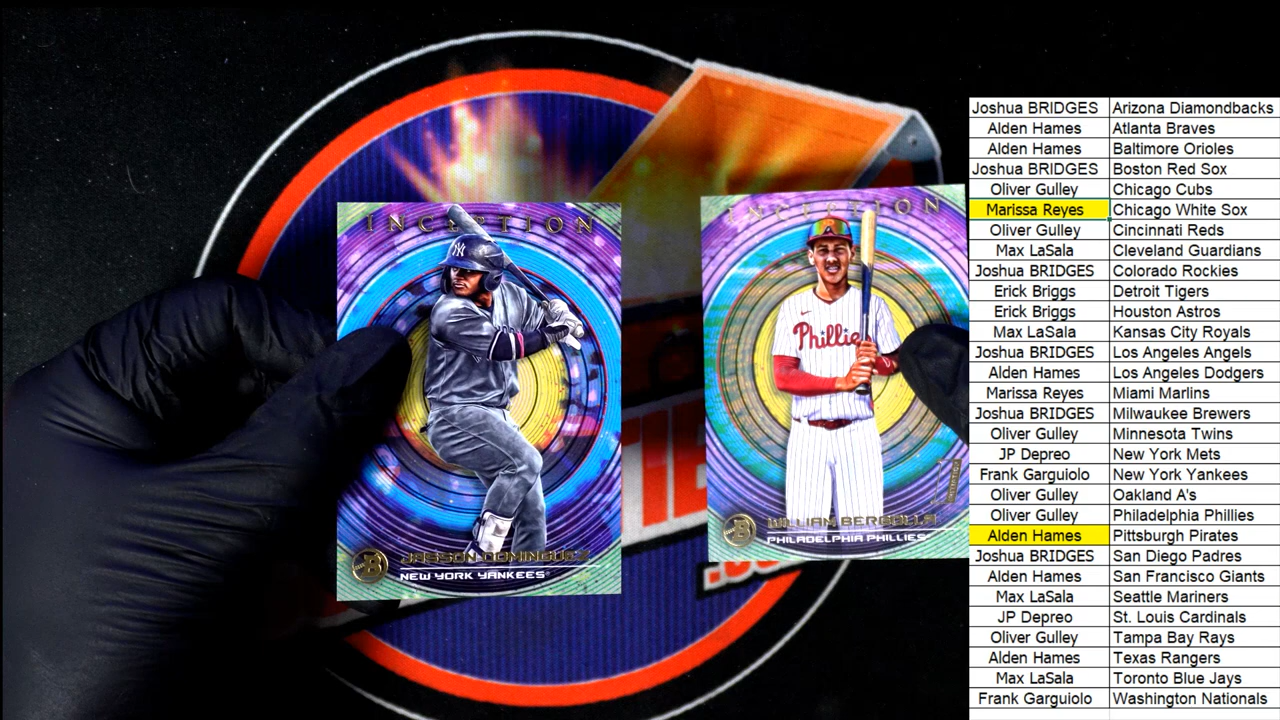 INCEPTION
JASSON DOMINGUEZ
NEW YORK YANKEES
INCEPTION
Phillies
WILLIAM BERGOLLA
PHILADELPHIA PHILLIES
Joshua BRIDGES Arizona Diamondbacks
Alden Hames Atlanta Braves
Alden Hames Baltimore Orioles
Joshua BRIDGES Boston Red Sox
Oliver Gulley Chicago Cubs
Marissa Reyes Chicago White Sox
Oliver Gulley Cincinnati Reds
Max LaSala Cleveland Guardians
Joshua BRIDGES Colorado Rockies
Erick Briggs Detroit Tigers
Erick Briggs Houston Astros
Max LaSala Kansas City Royals
Joshua BRIDGES Los Angeles Angels
Alden Hames Los Angeles Dodgers
Marissa Reyes Miami Marlins
Joshua BRIDGES Milwaukee Brewers
Oliver Gulley Minnesota Twins
JP Depreo New York Mets
Frank Garguiolo New York Yankees
Oliver Gulley Oakland A's
Oliver Gulley Philadelphia Phillies
Alden Hames Pittsburgh Pirates
Joshua BRIDGES San Diego Padres
Alden Hames San Francisco Giants
Max LaSala Seattle Mariners
JP Depreo St. Louis Cardinals
Oliver Gulley Tampa Bay Rays
Alden Hames Texas Rangers
Max LaSala Toronto Blue Jays
Frank Garguiolo Washington Nationals